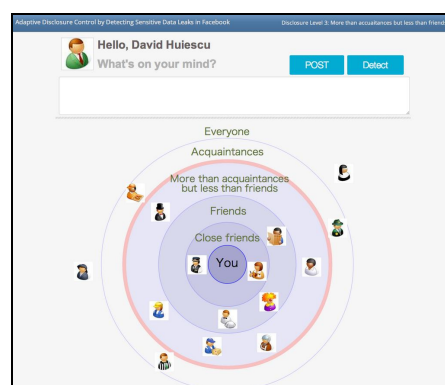 Adaptive Disclosure Control by Detecting Sensitive Data Leaks in Facebook
Disclosure Level 3: More than accuaitances but less than friends
Hello, David Huiescu
What's on your mind?
POST
Detect
Everyone
Acquaintances
More than acquaintances
but less than friends
Friends
Close friends
You